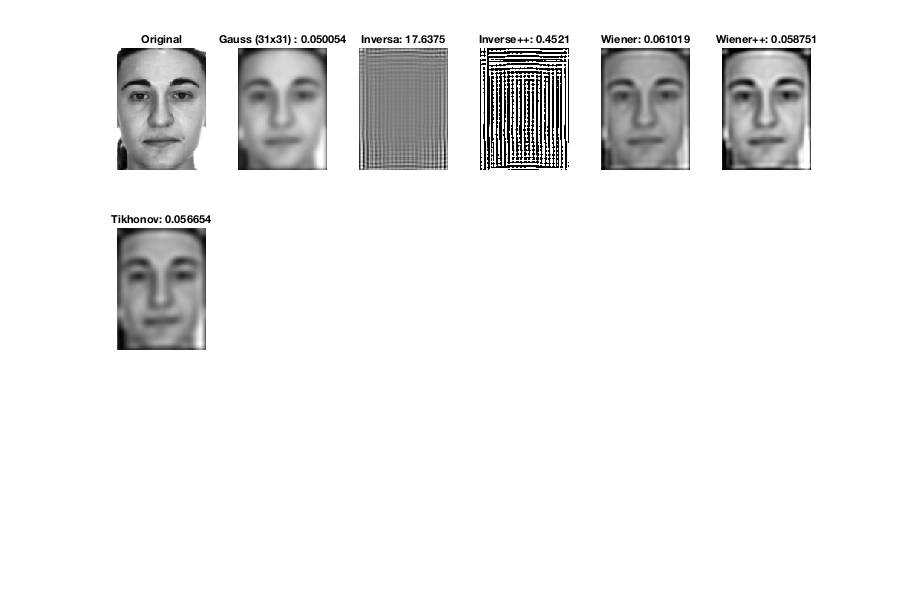 Original
Gauss (31x31) : 0.050054
Inversa: 17.6375
Inverse++: 0.4521
Wiener: 0.061019
Wiener++: 0.058751
Tikhonov: 0.056654